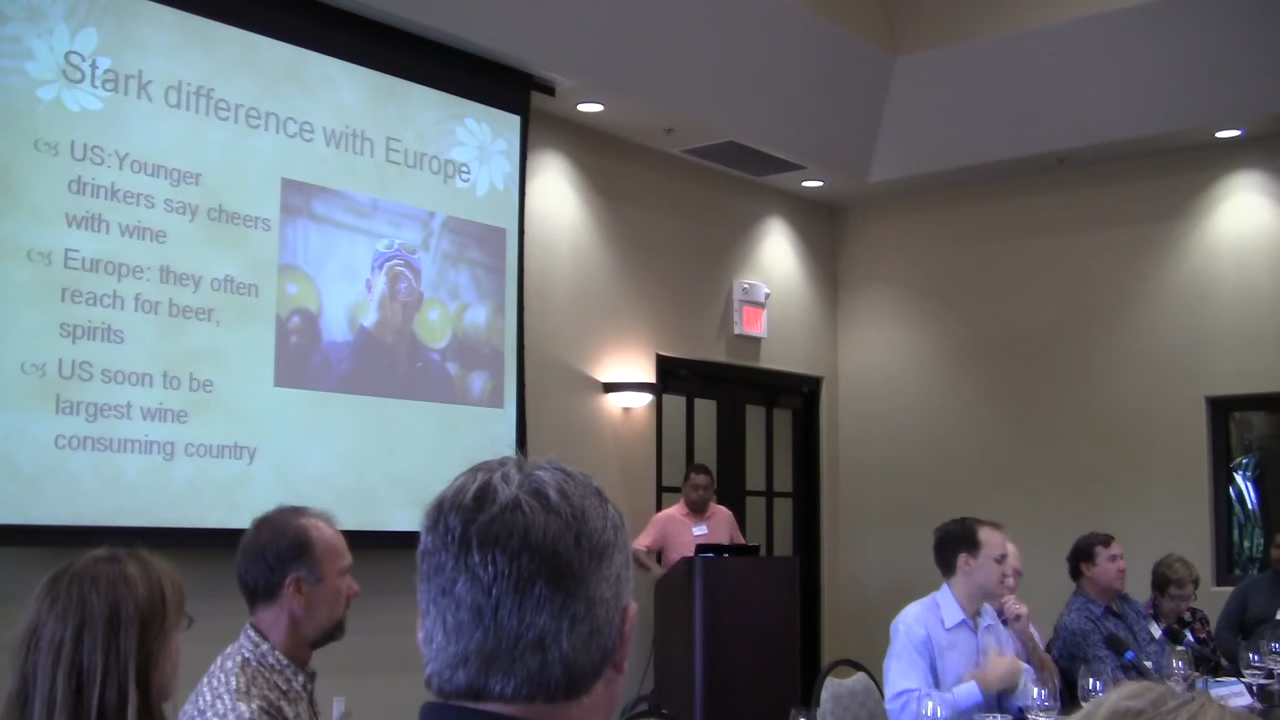 Stark difference with Europe
US:Younger
drinkers say cheers
with wine
Europe: they often
reach for beer,
spirits
US soon to be
largest wine
consuming country